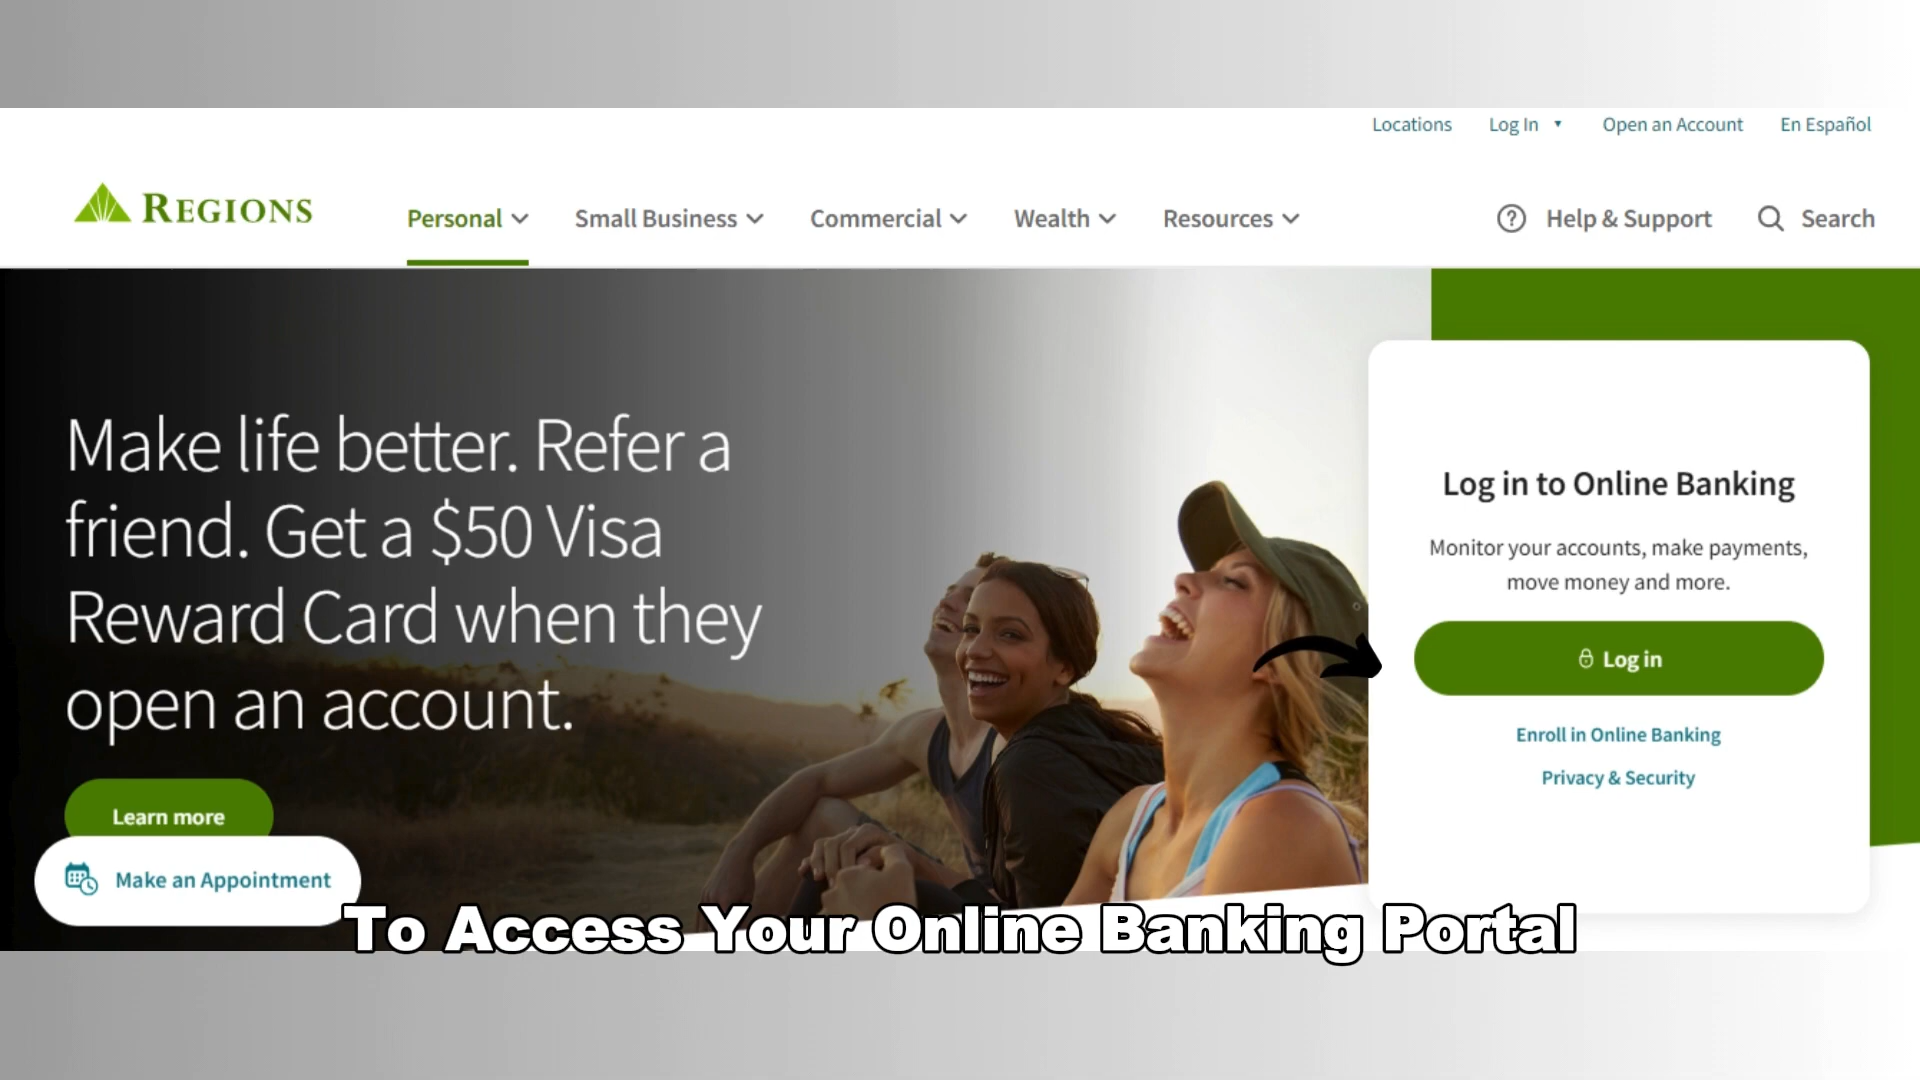 Locations Log In Open an Account En Español
REGIONS Personal Small Business Commercial Wealth Resources Help & Support Search
Make life better. Refer a
friend. Get a $50 Visa
Reward Card when they
open an account.
Learn more
Make an Appointment
Log in to Online Banking
Monitor your accounts, make payments,
move money and more.
Log in
Enroll in Online Banking
Privacy & Security
To Access Your Online Banking Portal